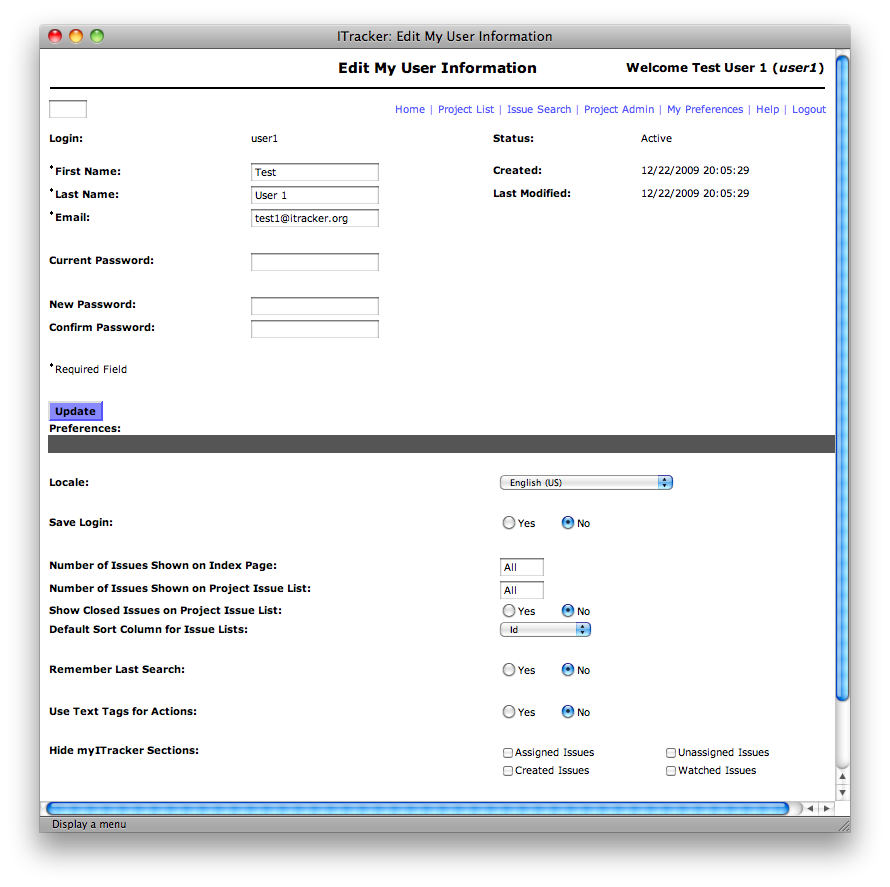 ITracker: Edit My User Information
Edit My User Information Welcome Test User 1 (user1)
Home | Project List | Issue Search | Project Admin | My Preferences | Help | Logout
Login: user1 Status: Active
*First Name: Test Created: 12/22/2009 20:05:29
*Last Name: User 1 Last Modified: 12/22/2009 20:05:29
*Email: test1@itracker.org
Current Password:
New Password:
Confirm Password:
*Required Field
Update
Preferences:
Locale: English (US)
Save Login: Yes No
Number of Issues Shown on Index Page: All
Number of Issues Shown on Project Issue List: All
Show Closed Issues on Project Issue List: Yes No
Default Sort Column for Issue Lists: Id
Remember Last Search: Yes No
Use Text Tags for Actions: Yes No
Hide myITracker Sections: Assigned Issues Unassigned Issues
Created Issues Watched Issues
Display a menu